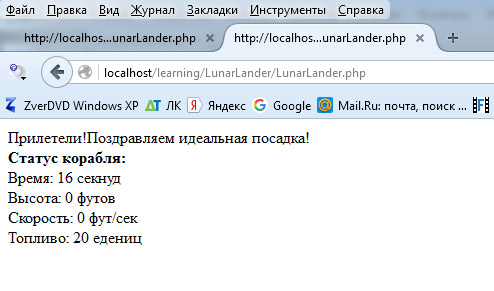 Файл Правка Вид Журнал Закладки Инструменты Справка
http://localhos...unarLander.php × http://localhos...unarLander.php × +
localhost/learning/LunarLander/LunarLander.php
ZverDVD Windows XP ЛК Яндекс Google Mail.Ru: почта, поиск ...
Прилетели!Поздравляем идеальная посадка!
Статус корабля:
Время: 16 секнуд
Высота: 0 футов
Скорость: 0 фут/сек
Топливо: 20 едениц